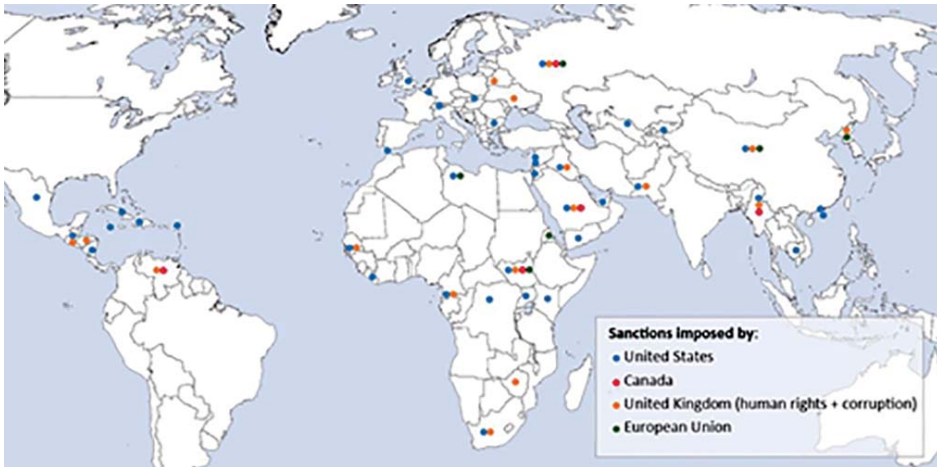 Sanctions imposed by:
United States
Canada
United Kingdom (human rights + corruption)
European Union